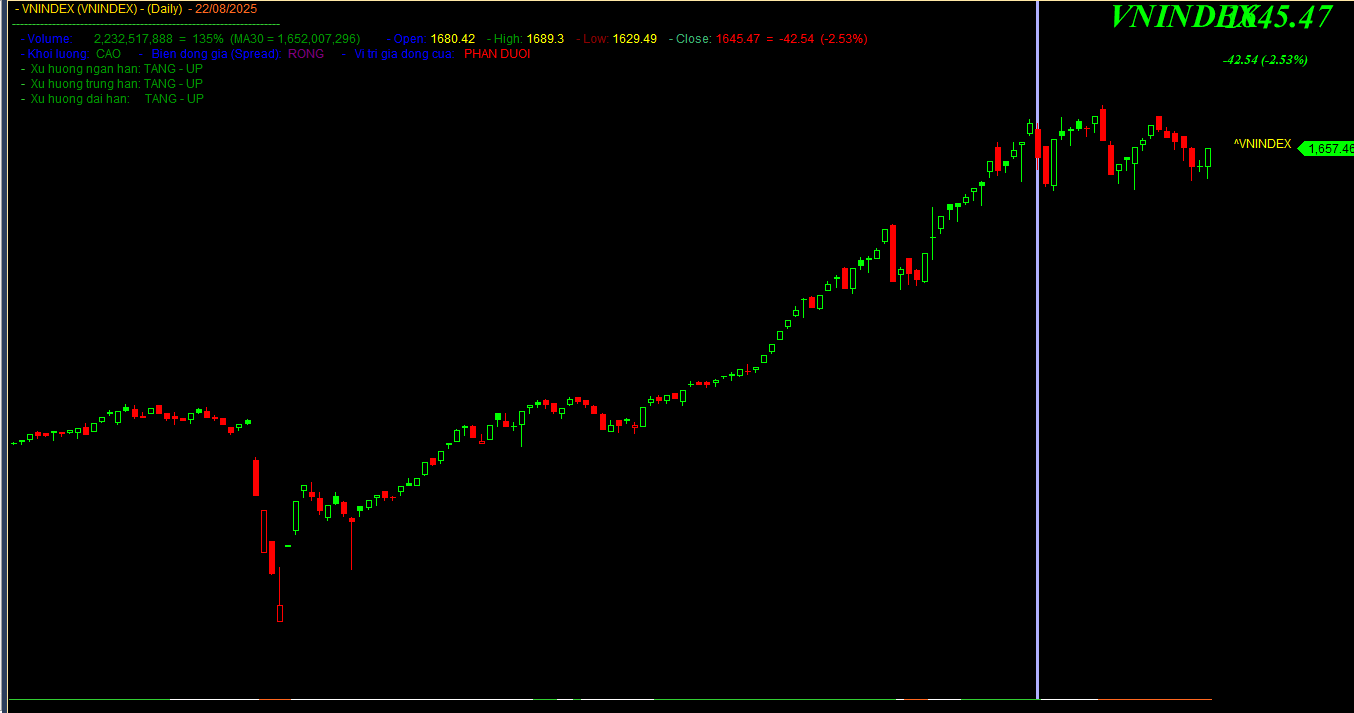 - VNINDEX (VNINDEX) - (Daily) - 22/08/2025
VNINDEX 1645.47
- Volume: 2,232,517,888 = 135% (MA30 = 1,652,007,296) - Open: 1680.42 - High: 1689.3 - Low: 1629.49 - Close: 1645.47 = -42.54 (-2.53%)
- Khoi luong: CAO - Bien dong gia (Spread): RONG - Vi tri gia dong cua: PHAN DUOI
-42.54 (-2.53%)
- Xu huong ngan han: TANG - UP
- Xu huong trung han: TANG - UP
- Xu huong dai han: TANG - UP
^VNINDEX 1,657.46